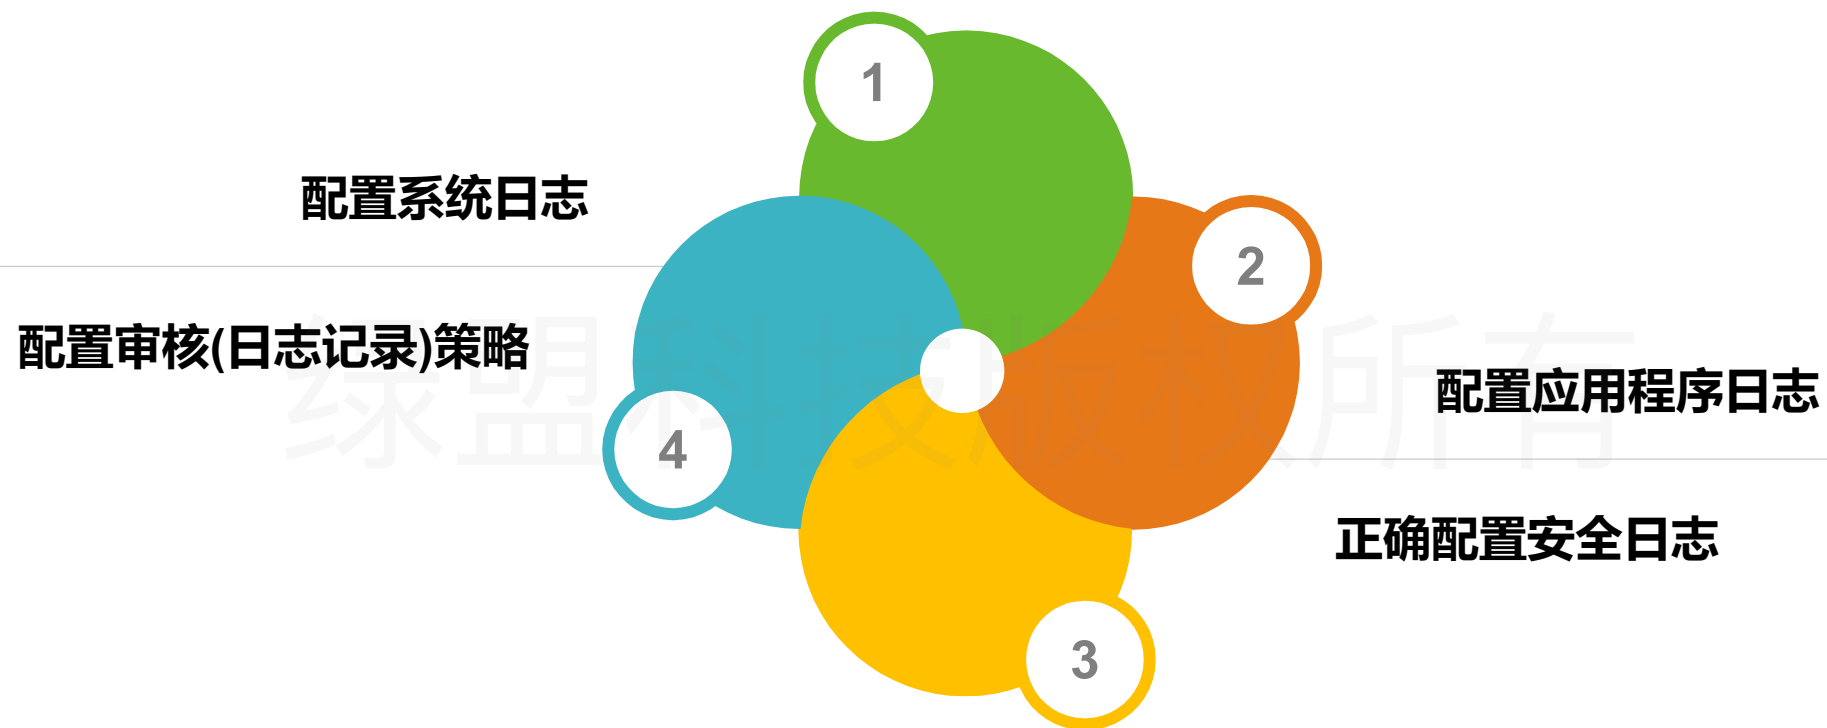 1
配置系统日志
2
配置审核(日志记录)策略
绿盟科技版权所有
配置应用程序日志
4
正确配置安全日志
3